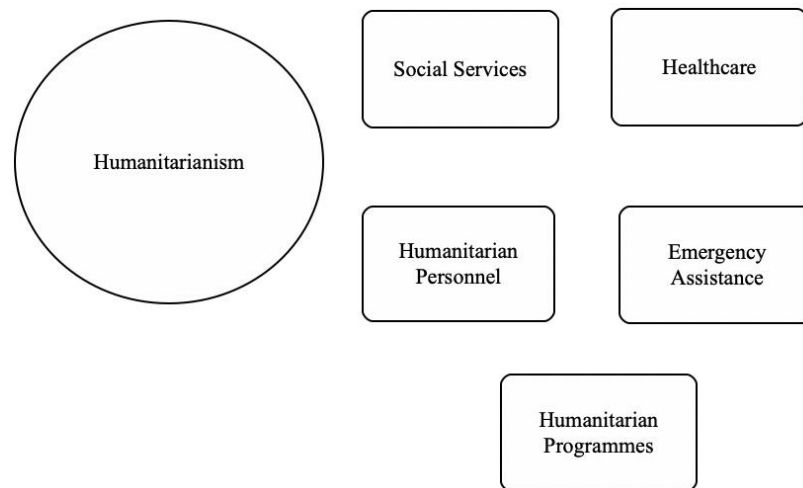 Social Services
Healthcare
Humanitarianism
Humanitarian
Personnel
Emergency
Assistance
Humanitarian
Programmes